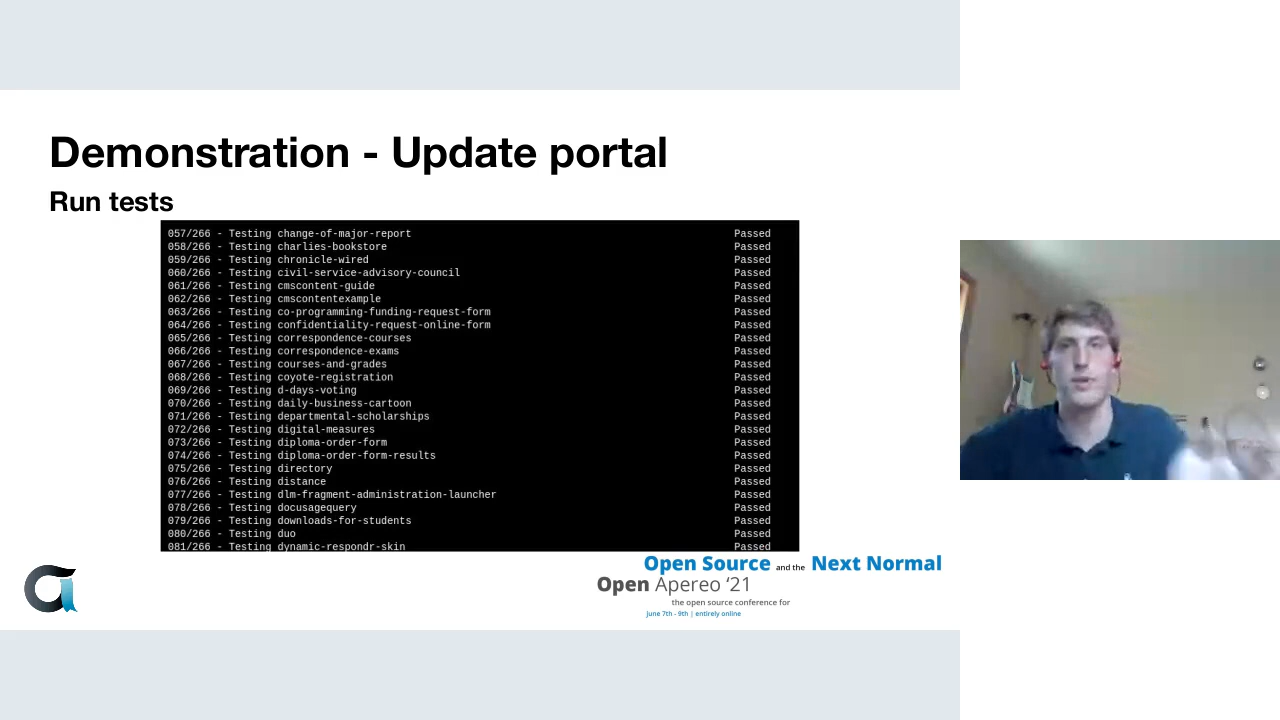 Demonstration - Update portal
Run tests
057/266 - Testing change-of-major-report Passed
058/266 - Testing charlies-bookstore Passed
059/266 - Testing chronicle-wired Passed
060/266 - Testing civil-service-advisory-council Passed
061/266 - Testing cmscontent-guide Passed
062/266 - Testing cmscontentexample Passed
063/266 - Testing co-programming-funding-request-form Passed
064/266 - Testing confidentiality-request-online-form Passed
065/266 - Testing correspondence-courses Passed
066/266 - Testing correspondence-exams Passed
067/266 - Testing courses-and-grades Passed
068/266 - Testing coyote-registration Passed
069/266 - Testing d-days-voting Passed
070/266 - Testing daily-business-cartoon Passed
071/266 - Testing departmental-scholarships Passed
072/266 - Testing digital-measures Passed
073/266 - Testing diploma-order-form Passed
074/266 - Testing diploma-order-form-results Passed
075/266 - Testing directory Passed
076/266 - Testing distance Passed
077/266 - Testing dlm-fragment-administration-launcher Passed
078/266 - Testing docusagequery Passed
079/266 - Testing downloads-for-students Passed
080/266 - Testing duo Passed
081/266 - Testing dynamic-respondr-skin Passed
Open Source and the Next Normal
Open Apereo ‘21
the open source conference for
June 7th - 9th | entirely online